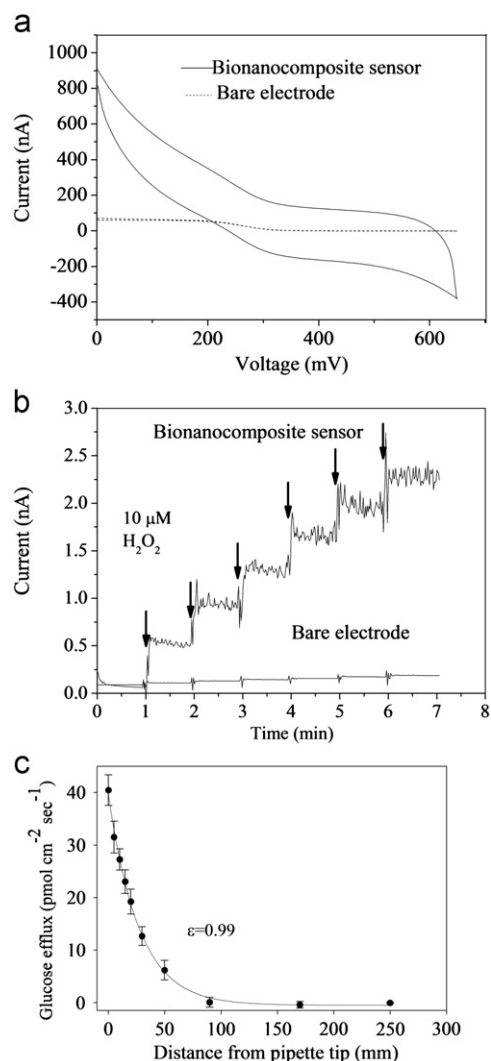 a
1000
800
600
400
200
0
-200
-400
Current (nA)
Bionanocomposite sensor
Bare electrode
0
200
400
600
Voltage (mV)
b
3.0
2.5
2.0
1.5
1.0
0.5
0.0
Current (nA)
Bionanocomposite sensor
10 μM
H₂O₂
Bare electrode
0
1
2
3
4
5
6
7
8
Time (min)
c
40
30
20
10
0
Glucose efflux (pmol cm⁻² sec⁻¹)
ε=0.99
0
50
100
150
200
250
300
Distance from pipette tip (mm)